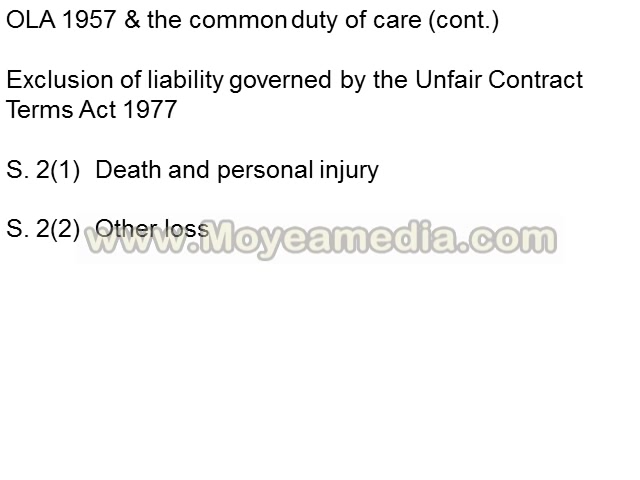 OLA 1957 & the common duty of care (cont.)
Exclusion of liability governed by the Unfair Contract
Terms Act 1977
S. 2(1) Death and personal injury
S. 2(2) Other loss
www.Moyeamedia.com